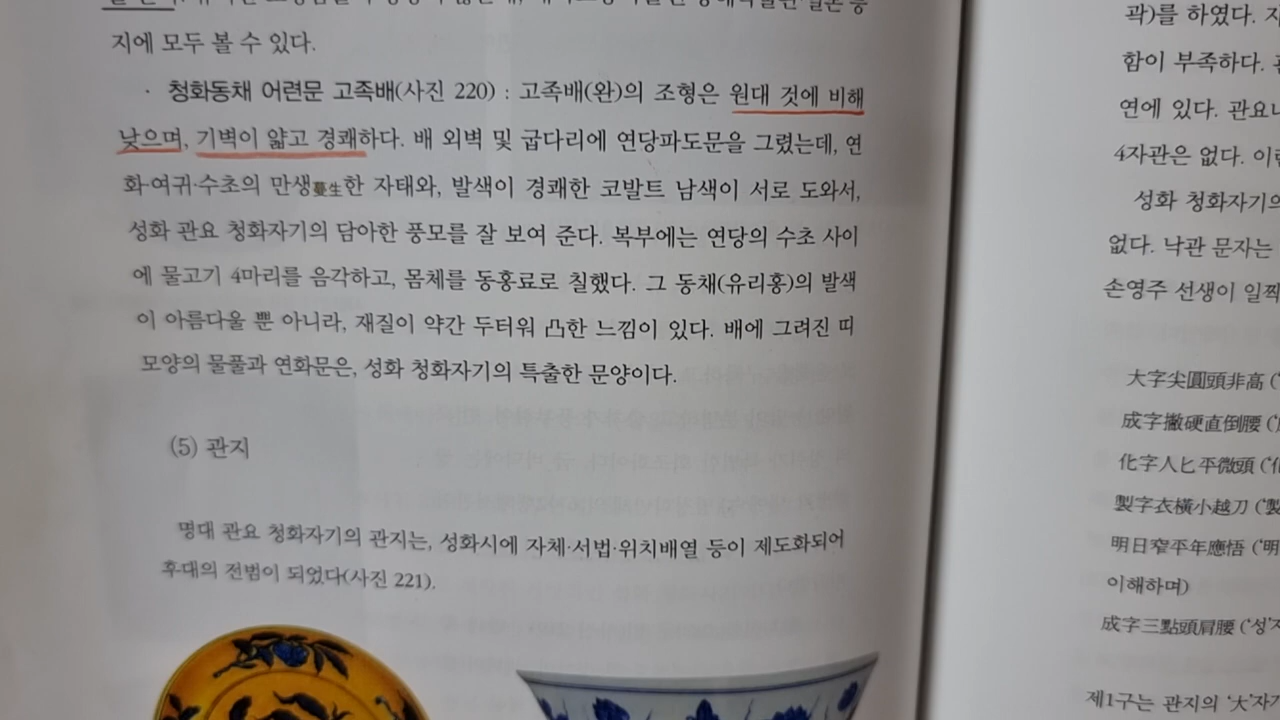 지에 모두 볼 수 있다.
· 청화동채 어련문 고족배(사진 220) : 고족배(완)의 조형은 원대 것에 비해
낮으며, 기벽이 얇고 경쾌하다. 배 외벽 및 굽다리에 연당파도문을 그렸는데, 연
화·여귀·수초의 만생蔓生한 자태와, 발색이 경쾌한 코발트 남색이 서로 도와서,
성화 관요 청화자기의 담아한 풍모를 잘 보여 준다. 복부에는 연당의 수초 사이
에 물고기 4마리를 음각하고, 몸체를 동홍료로 칠했다. 그 동채(유리홍)의 발색
이 아름다울 뿐 아니라, 재질이 약간 두터워 凸한 느낌이 있다. 배에 그려진 띠
모양의 물풀과 연화문은, 성화 청화자기의 특출한 문양이다.
(5) 관지
명대 관요 청화자기의 관지는, 성화시에 자체·서법·위치배열 등이 제도화되어
후대의 전범이 되었다(사진 221).
곽)를 하였다.
함이 부족하다.
연에 있다. 관요
4자관은 없다.
성화 청화자기의
없다. 낙관 문자는
손영주 선생이 일찍
大字尖圓頭非高 (
成字撇硬直倒腰 (
化字人匕平微頭 (
製字衣橫小越刀 ('製
明日窄平年應悟 ('明
이해하며)
成字三點頭肩腰 ('성'
제1구는 관지의 '大'자